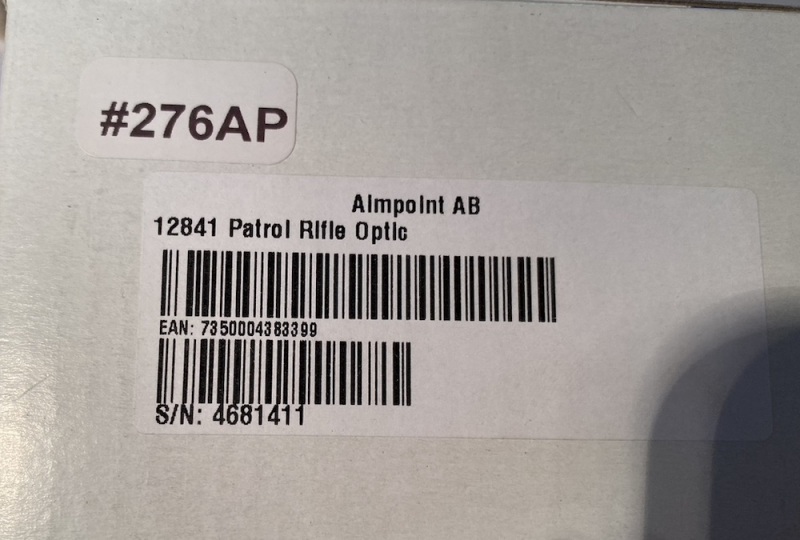 #276AP
Aimpoint AB
12841 Patrol Rifle Optic
EAN: 7350004383399
S/N: 4681411